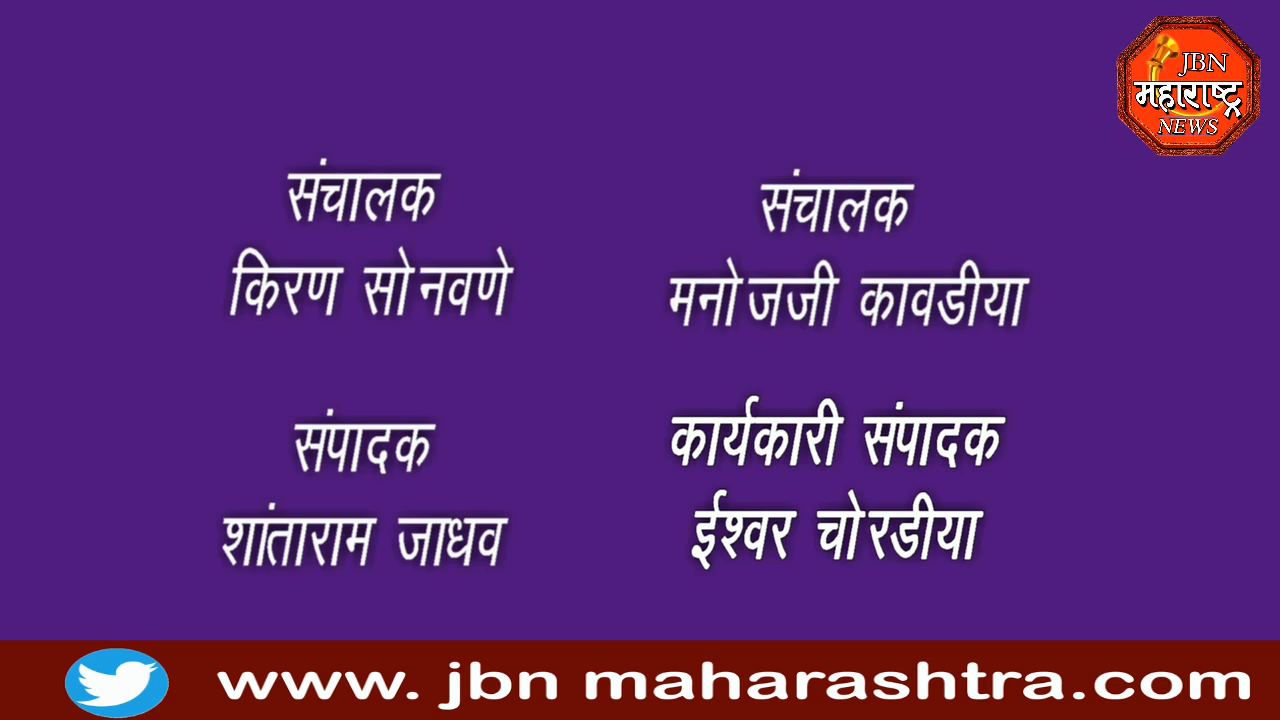 JBN
महाराष्ट्र
NEWS
संचालक
किरण सोनवणे
संचालक
मनोजजी कावडीया
संपादक
शांताराम जाधव
कार्यकारी संपादक
ईश्वर चोरडीया
www. jbn maharashtra.com